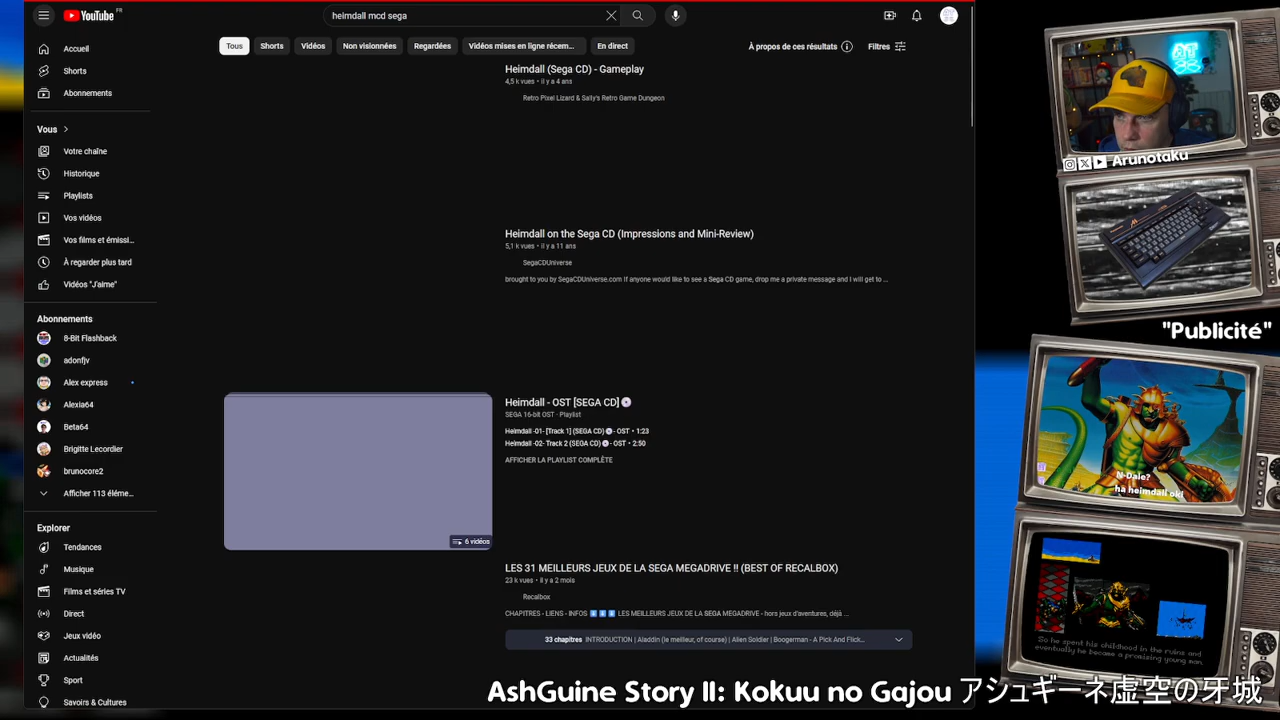 YouTube FR
heimdall mcd sega
Tous
Shorts
Vidéos
Non visionnées
Regardées
Vidéos mises en ligne récem...
En direct
À propos de ces résultats
Filtres
Accueil
Shorts
Abonnements
Vous
Votre chaîne
Historique
Playlists
Vos vidéos
Vos films et émissi...
À regarder plus tard
Vidéos "J'aime"
Abonnements
8-Bit Flashback
adonfjv
Alex express
Alexia64
Beta64
Brigitte Lecordier
brunocore2
Afficher 113 éléme...
Explorer
Tendances
Musique
Films et séries TV
Direct
Jeux vidéo
Actualités
Sport
Savoirs & Cultures
Heimdall (Sega CD) - Gameplay
4,5 k vues • il y a 4 ans
Retro Pixel Lizard & Sally's Retro Game Dungeon
Heimdall on the Sega CD (Impressions and Mini-Review)
5,1 k vues • il y a 11 ans
SegaCDUniverse
brought to you by SegaCDUniverse.com If anyone would like to see a Sega CD game, drop me a private message and I will get to ...
6 vidéos
Heimdall - OST [SEGA CD]
SEGA 16-bit OST · Playlist
Heimdall -01- [Track 1] (SEGA CD) - OST • 1:23
Heimdall -02- Track 2 (SEGA CD) - OST • 2:50
AFFICHER LA PLAYLIST COMPLÈTE
LES 31 MEILLEURS JEUX DE LA SEGA MEGADRIVE !! (BEST OF RECALBOX)
23 k vues • il y a 2 mois
Recalbox
CHAPITRES - LIENS - INFOS LES MEILLEURS JEUX DE LA SEGA MEGADRIVE - hors jeux d'aventures, déjà ...
33 chapitres INTRODUCTION | Aladdin (le meilleur, of course) | Alien Soldier | Boogerman - A Pick And Flick...
Arunotaku
"Publicité"
N-Dale?
ha heimdall ok!
So he spent his childhood in the ruins and
eventually he became a promising young man.
AshGuine Story II: Kokuu no Gajou アシュギーネ虚空の牙城